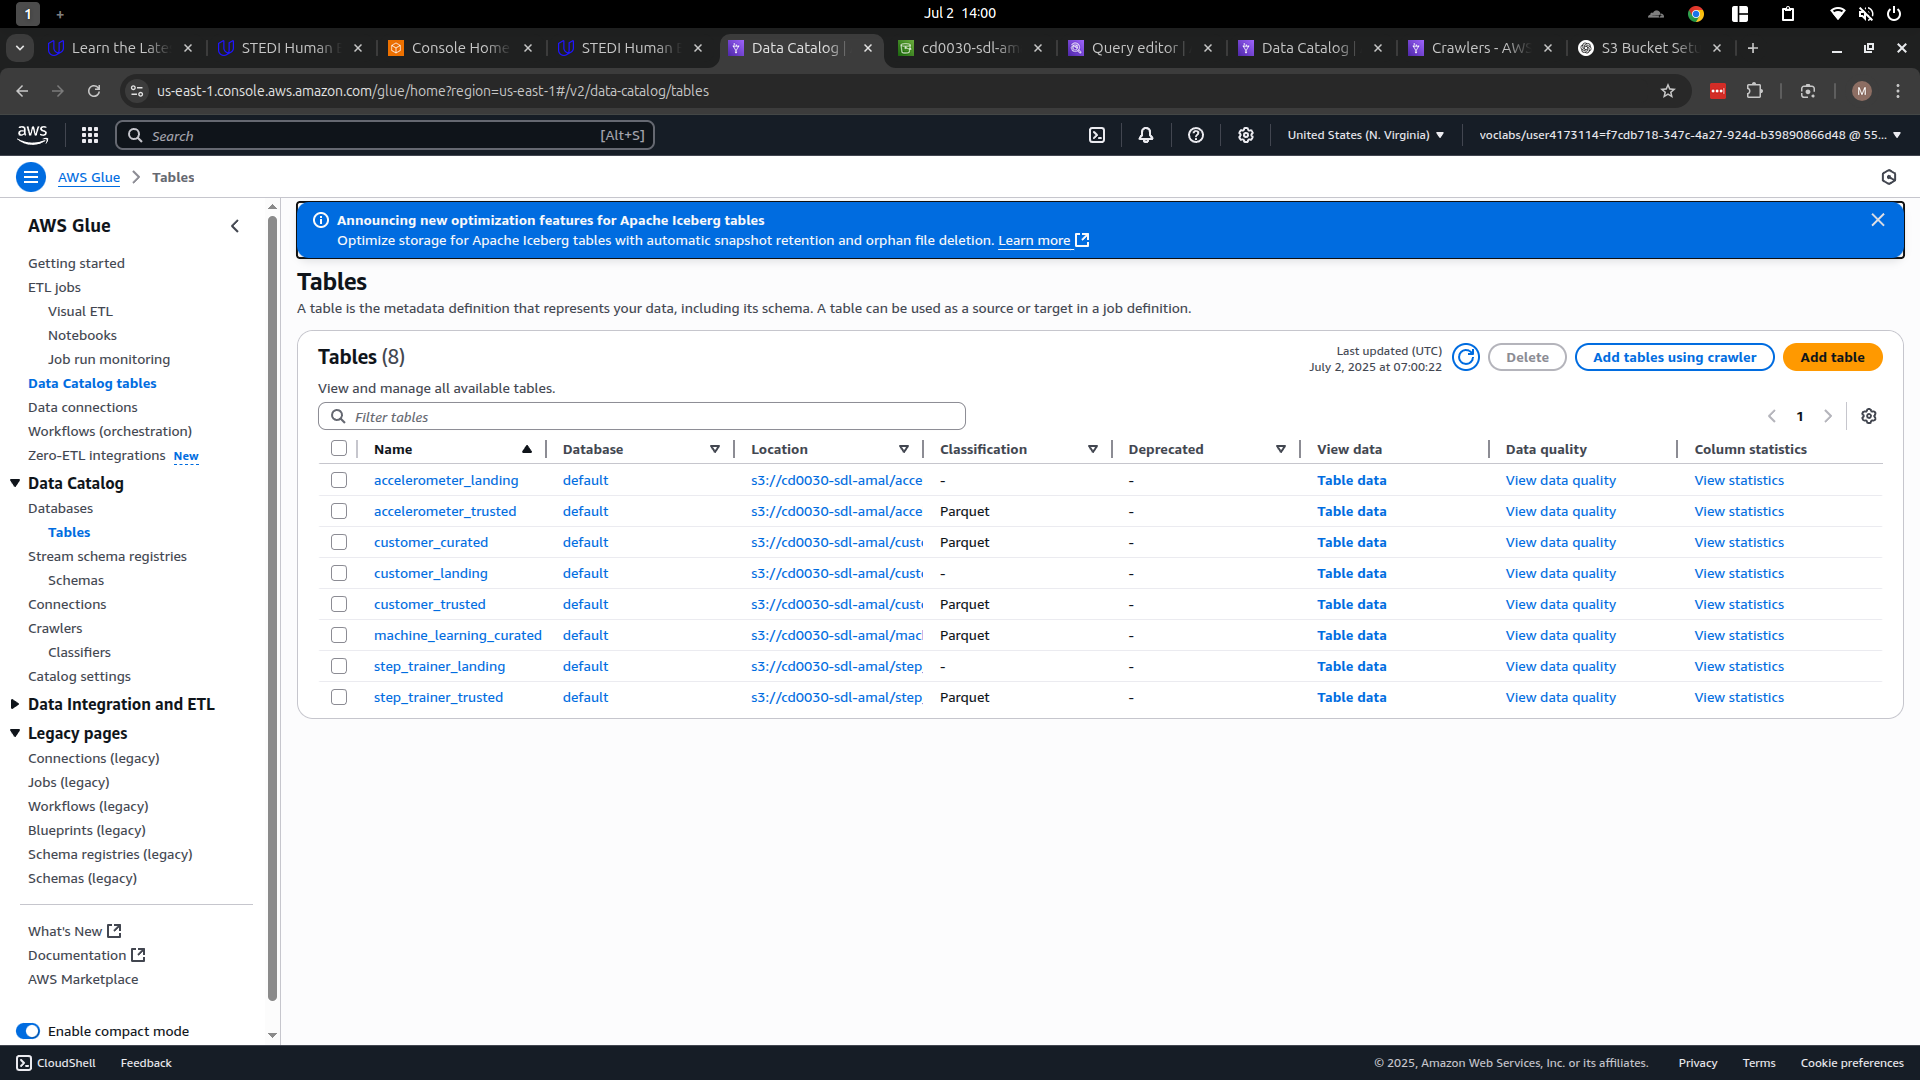 1
+
Jul 2 14:00
Learn the Late
STEDI Human
Console Home
STEDI Human
Data Catalog |
cd0030-sdl-am
Query editor |
Data Catalog |
Crawlers - AWS
S3 Bucket Setu
us-east-1.console.aws.amazon.com/glue/home?region=us-east-1#/v2/data-catalog/tables
M
aws
Search
[Alt+S]
United States (N. Virginia)
voclabs/user4173114=f7cdb718-347c-4a27-924d-b39890866d48 @ 55...
AWS Glue
Tables
AWS Glue
Getting started
ETL jobs
Visual ETL
Notebooks
Job run monitoring
Data Catalog tables
Data connections
Workflows (orchestration)
Zero-ETL integrations New
Data Catalog
Databases
Tables
Stream schema registries
Schemas
Connections
Crawlers
Classifiers
Catalog settings
Data Integration and ETL
Legacy pages
Connections (legacy)
Jobs (legacy)
Workflows (legacy)
Blueprints (legacy)
Schema registries (legacy)
Schemas (legacy)
What's New
Documentation
AWS Marketplace
Enable compact mode
Announcing new optimization features for Apache Iceberg tables
Optimize storage for Apache Iceberg tables with automatic snapshot retention and orphan file deletion. Learn more
Tables
A table is the metadata definition that represents your data, including its schema. A table can be used as a source or target in a job definition.
Tables (8)
Last updated (UTC)
July 2, 2025 at 07:00:22
Delete
Add tables using crawler
Add table
View and manage all available tables.
Filter tables
1
Name Database Location Classification Deprecated View data Data quality Column statistics
accelerometer_landing default s3://cd0030-sdl-amal/acce - - Table data View data quality View statistics
accelerometer_trusted default s3://cd0030-sdl-amal/acce Parquet - Table data View data quality View statistics
customer_curated default s3://cd0030-sdl-amal/custo Parquet - Table data View data quality View statistics
customer_landing default s3://cd0030-sdl-amal/custo - - Table data View data quality View statistics
customer_trusted default s3://cd0030-sdl-amal/custo Parquet - Table data View data quality View statistics
machine_learning_curated default s3://cd0030-sdl-amal/mac Parquet - Table data View data quality View statistics
step_trainer_landing default s3://cd0030-sdl-amal/step_ - - Table data View data quality View statistics
step_trainer_trusted default s3://cd0030-sdl-amal/step_ Parquet - Table data View data quality View statistics
CloudShell
Feedback
© 2025, Amazon Web Services, Inc. or its affiliates.
Privacy
Terms
Cookie preferences